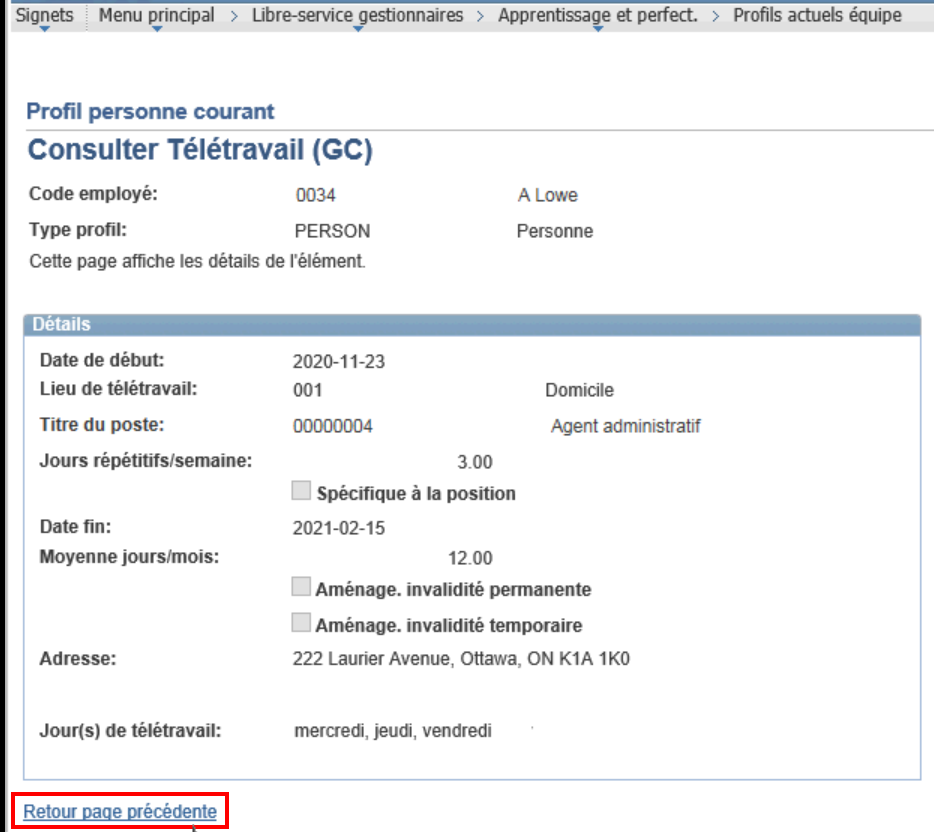 Signets Menu principal > Libre-service gestionnaires > Apprentissage et perfect. > Profils actuels équipe
Profil personne courant
Consulter Télétravail (GC)
Code employé: 0034 A Lowe
Type profil: PERSON Personne
Cette page affiche les détails de l'élément.
Détails
Date de début: 2020-11-23
Lieu de télétravail: 001 Domicile
Titre du poste: 00000004 Agent administratif
Jours répétitifs/semaine: 3.00
Spécifique à la position
Date fin: 2021-02-15
Moyenne jours/mois: 12.00
Aménage. invalidité permanente
Aménage. invalidité temporaire
Adresse: 222 Laurier Avenue, Ottawa, ON K1A 1K0
Jour(s) de télétravail: mercredi, jeudi, vendredi
Retour page précédente